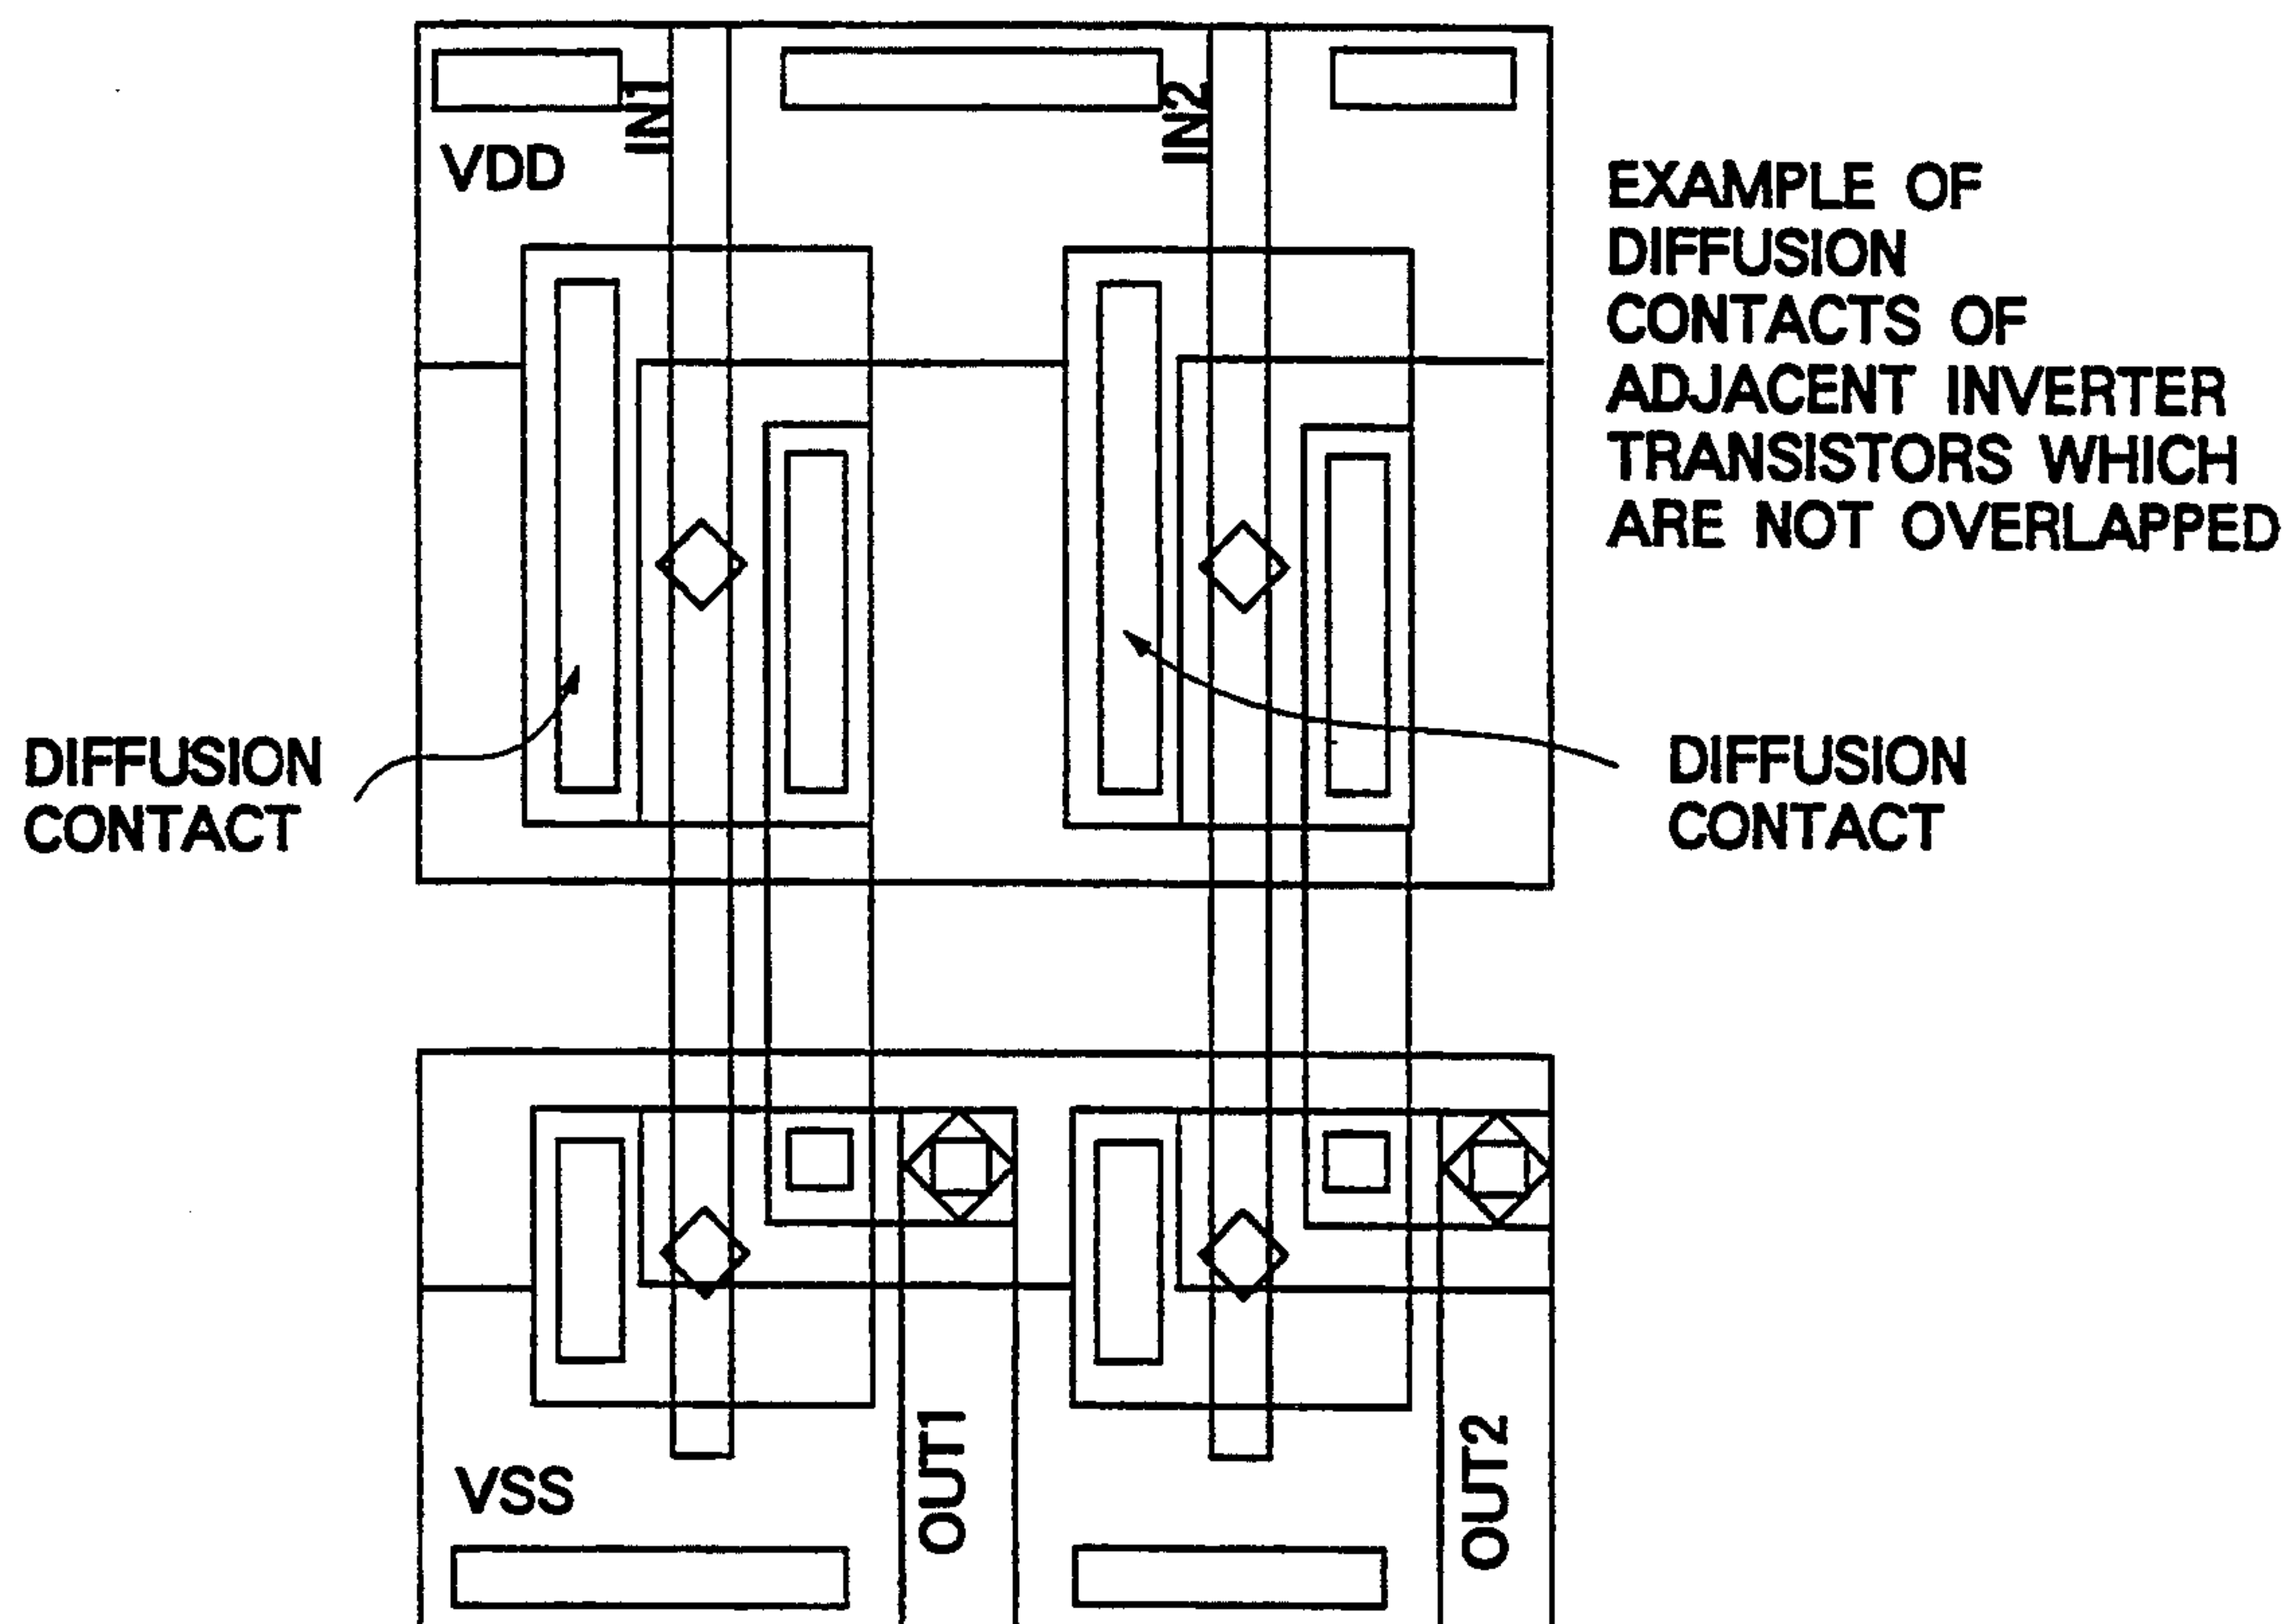 IN1
IN2
VDD
EXAMPLE OF
DIFFUSION
CONTACTS OF
ADJACENT INVERTER
TRANSISTORS WHICH
ARE NOT OVERLAPPED
DIFFUSION
CONTACT
DIFFUSION
CONTACT
VSS
OUT1
OUT2